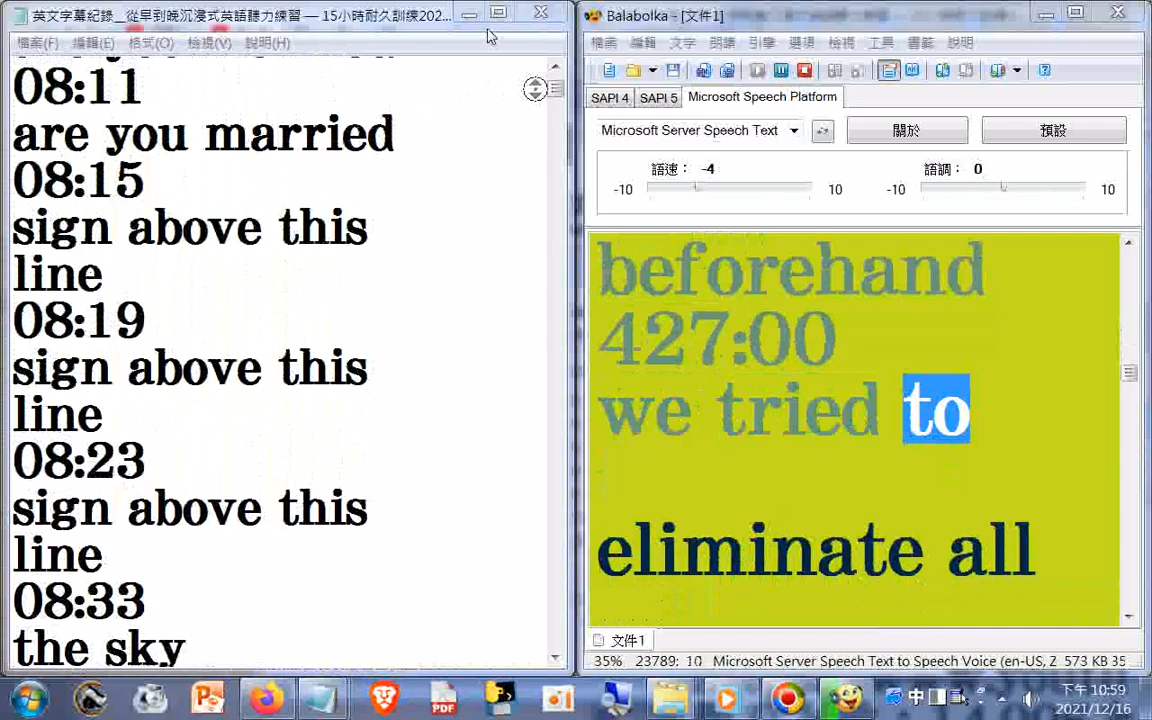 英文字幕紀錄__從早到晚沉浸式英語聽力練習— 15小時耐久訓練202...
檔案(F) 編輯(E) 格式(O) 檢視(V) 說明(H)
08:11
are you married
08:15
sign above this
line
08:19
sign above this
line
08:23
sign above this
line
08:33
the sky
Balabolka - [文件1]
檔案 編輯 文字 朗讀 引擎 選項 檢視 工具 書籤 說明
SAPI 4 SAPI 5 Microsoft Speech Platform
Microsoft Server Speech Text 關於 預設
語速： -4 語調： 0
-10 10 -10 10
beforehand
427:00
we tried to
eliminate all
文件1
35% 23789: 10 Microsoft Server Speech Text to Speech Voice (en-US, Z 573 KB 35
中
下午 10:59
2021/12/16